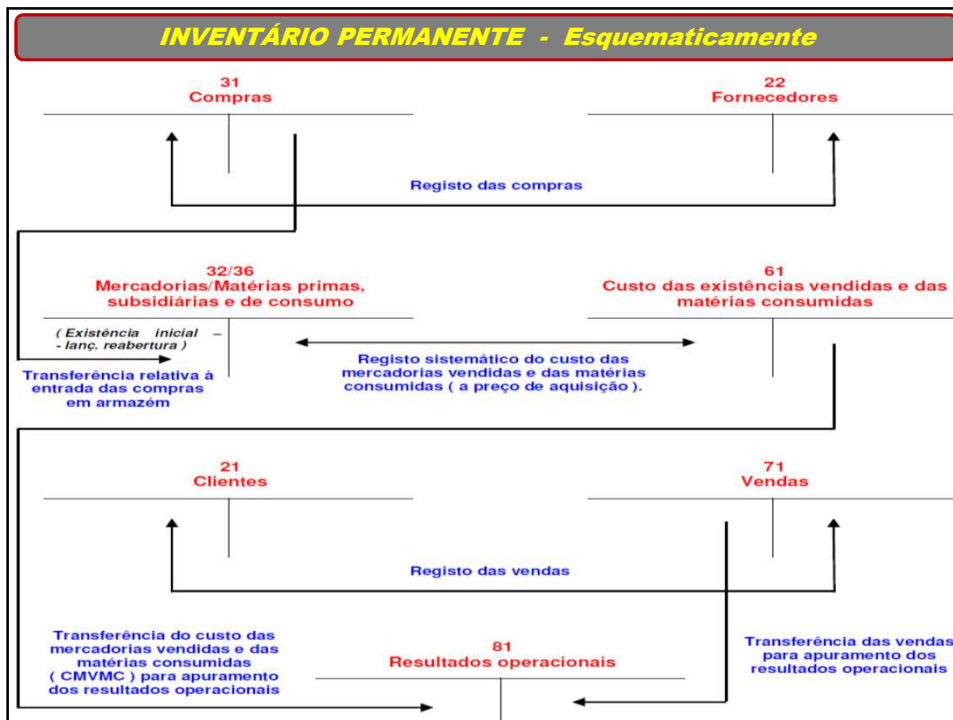 INVENTÁRIO PERMANENTE - Esquematicamente
31
Compras
22
Fornecedores
Registo das compras
32/36
Mercadorias/Matérias primas,
subsidiárias e de consumo
61
Custo das existências vendidas e das
matérias consumidas
( Existência inicial –
- lanç. reabertura )
Transferência relativa à
entrada das compras
em armazém
Registo sistemático do custo das
mercadorias vendidas e das matérias
consumidas ( a preço de aquisição ).
21
Clientes
71
Vendas
Registo das vendas
Transferência do custo das
mercadorias vendidas e das
matérias consumidas
( CMVMC ) para apuramento
dos resultados operacionais
81
Resultados operacionais
Transferência das vendas
para apuramento dos
resultados operacionais